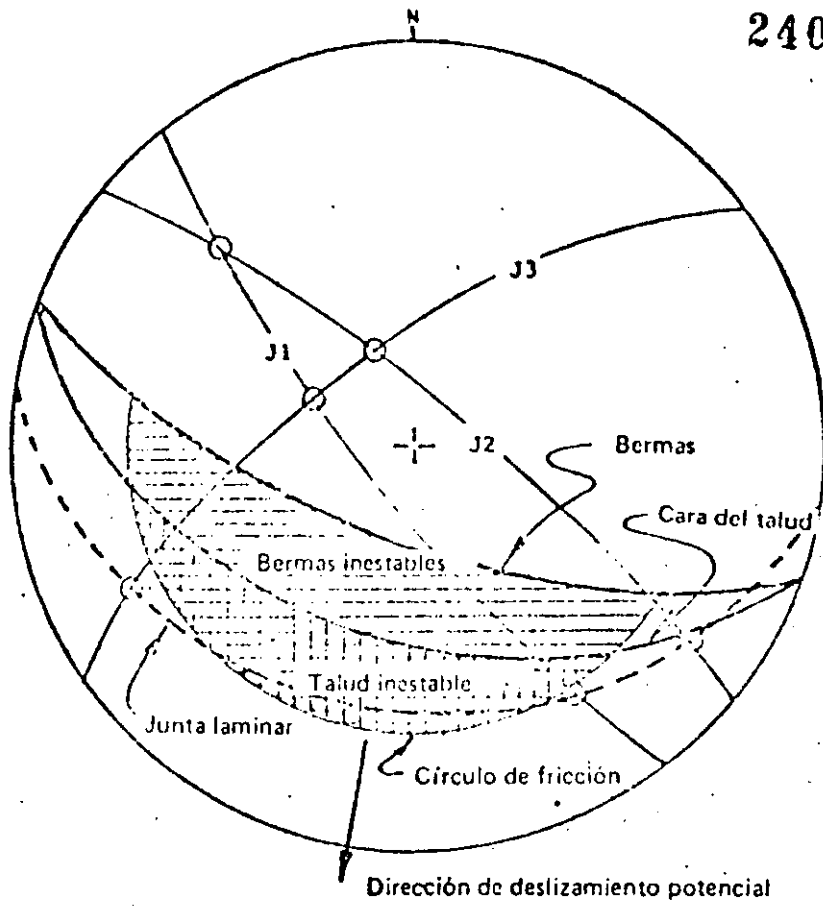 240
N
J3
J1
J2
Bermas
Cara del talud
Bermas inestables
Talud inestable
Junta laminar
Círculo de fricción
Dirección de deslizamiento potencial